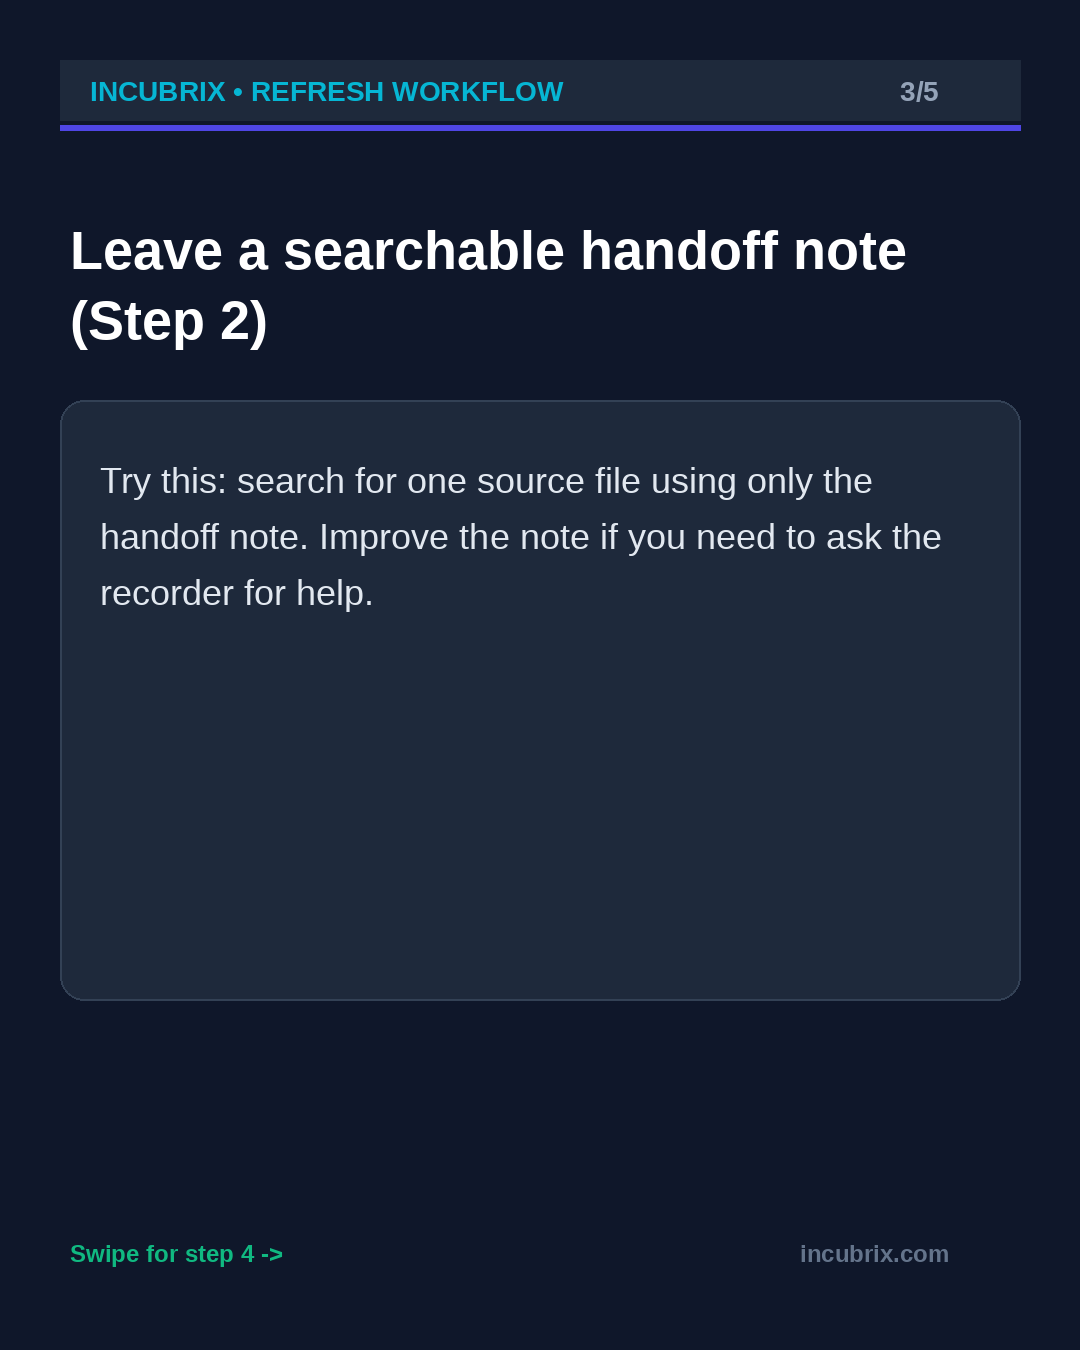 INCUBRIX • REFRESH WORKFLOW 3/5
Leave a searchable handoff note
(Step 2)
Try this: search for one source file using only the
handoff note. Improve the note if you need to ask the
recorder for help.
Swipe for step 4 -> incubrix.com